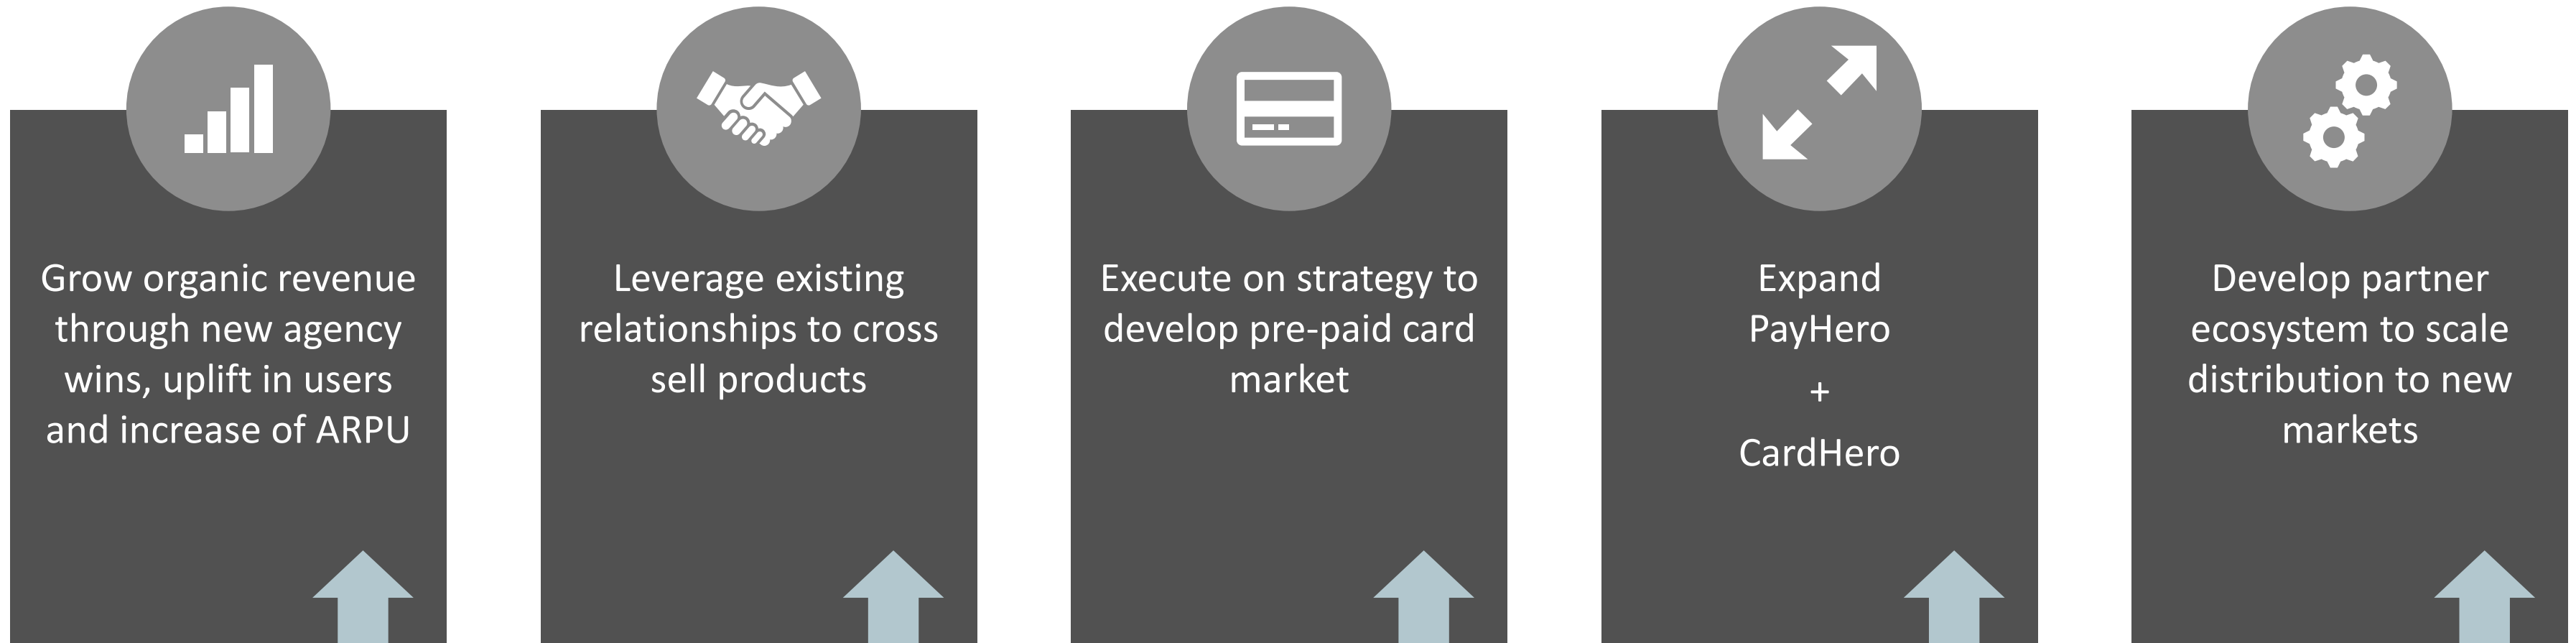 Grow organic revenue
through new agency
wins, uplift in users
and increase of ARPU
Leverage existing
relationships to cross
sell products
Execute on strategy to
develop pre-paid card
market
Expand
PayHero
+
CardHero
Develop partner
ecosystem to scale
distribution to new
markets